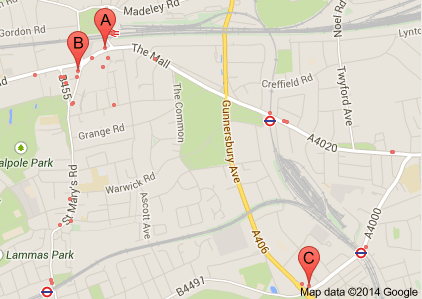 Madeley Rd
Gordon Rd
A
B
The Mall
Rd
B455
Noel Rd
Lynto
Creffield Rd
Twyford Ave
The Common
Gunnersbury Ave
Grange Rd
A4020
alpole Park
Warwick Rd
St Mary's Rd
Ascott Ave
A406
A4000
Lammas Park
C
B4491
Map data ©2014 Google